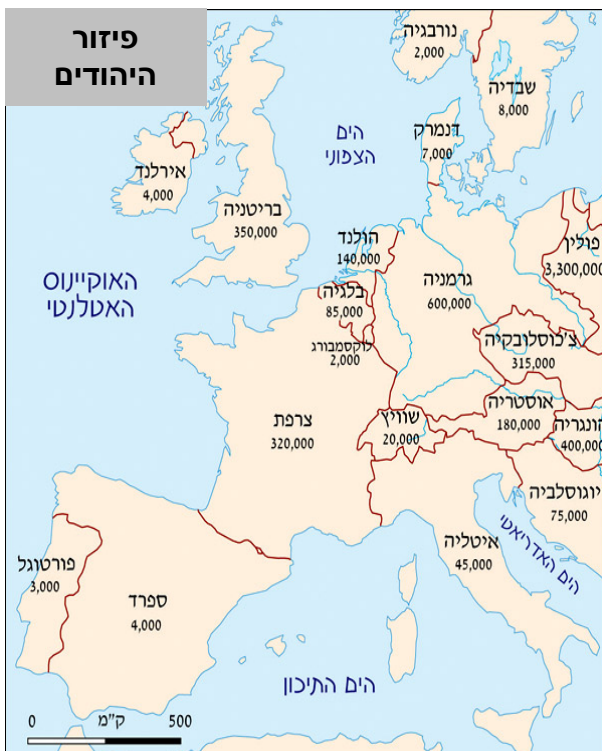 פיזור
היהודים
נורבגיה
2,000
שבדיה
8,000
הים
הצפוני
דנמרק
7,000
אירלנד
4,000
בריטניה
350,000
הולנד
140,000
פולין
3,300,000
גרמניה
600,000
האוקיינוס
האטלנטי
בלגיה
85,000
לוקסמבורג
2,000
צ'כוסלובקיה
315,000
אוסטריה
180,000
הונגריה
400,000
צרפת
320,000
שוויץ
20,000
יוגוסלביה
75,000
איטליה
45,000
הים האדריאטי
פורטוגל
3,000
ספרד
4,000
הים התיכון
0 ק"מ 500